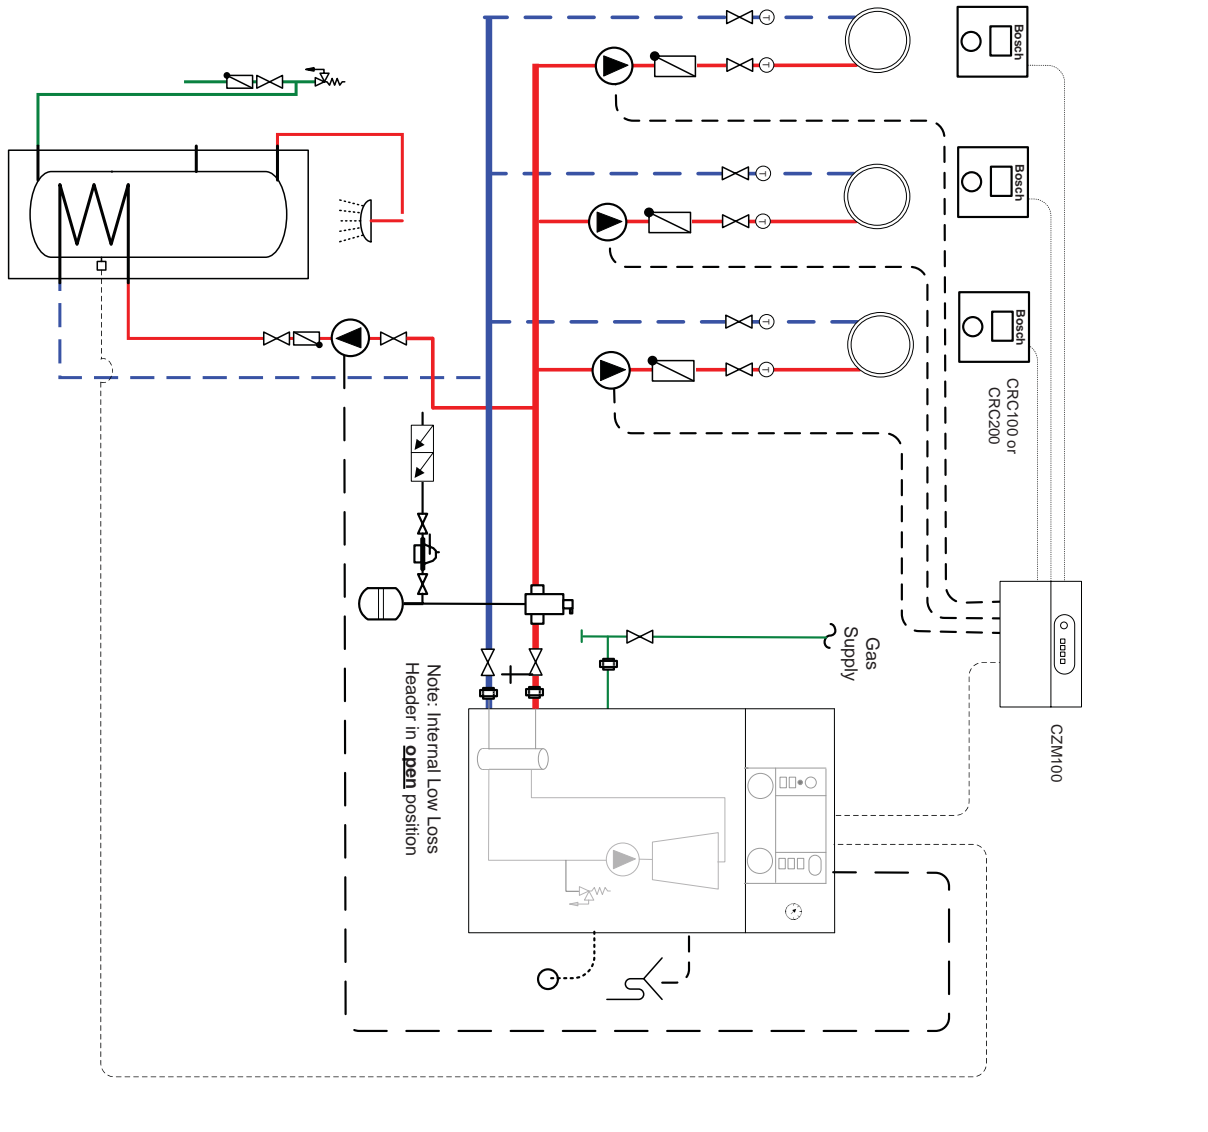 Bosch
Bosch
Bosch
CRC100 or
CRC200
T
T
T
T
T
T
Gas
Supply
CZM100
Note: Internal Low Loss
Header in open position